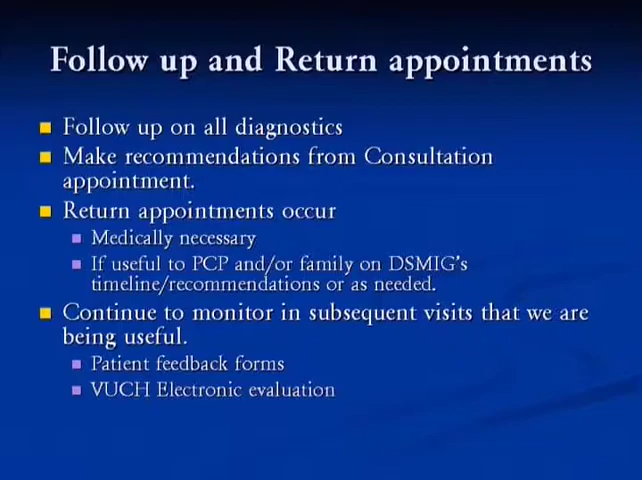 Follow up and Return appointments
Follow up on all diagnostics
Make recommendations from Consultation
appointment.
Return appointments occur
Medically necessary
If useful to PCP and/or family on DSMIG's
timeline/recommendations or as needed.
Continue to monitor in subsequent visits that we are
being useful.
Patient feedback forms
VUCH Electronic evaluation